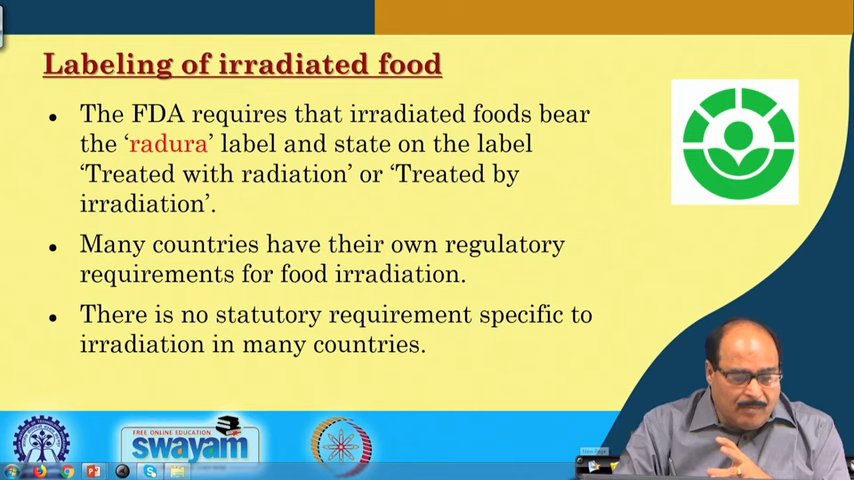 Labeling of irradiated food
• The FDA requires that irradiated foods bear
the ‘radura’ label and state on the label
‘Treated with radiation’ or ‘Treated by
irradiation’.
• Many countries have their own regulatory
requirements for food irradiation.
• There is no statutory requirement specific to
irradiation in many countries.
FREE ONLINE EDUCATION
swayam